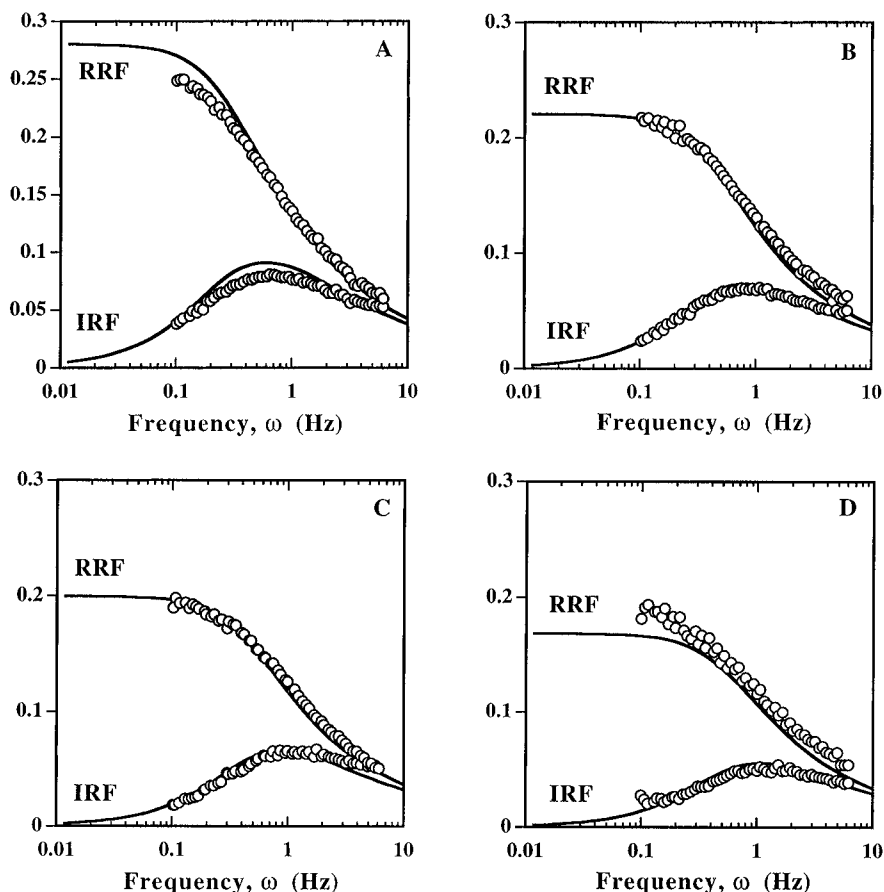 A
0.3
0.25
0.2
0.15
0.1
0.05
0
RRF
IRF
0.01
0.1
1
10
Frequency, ω (Hz)
B
0.3
0.2
0.1
0
RRF
IRF
0.01
0.1
1
10
Frequency, ω (Hz)
C
0.3
0.2
0.1
0
RRF
IRF
0.01
0.1
1
10
Frequency, ω (Hz)
D
0.3
0.2
0.1
0
RRF
IRF
0.01
0.1
1
10
Frequency, ω (Hz)